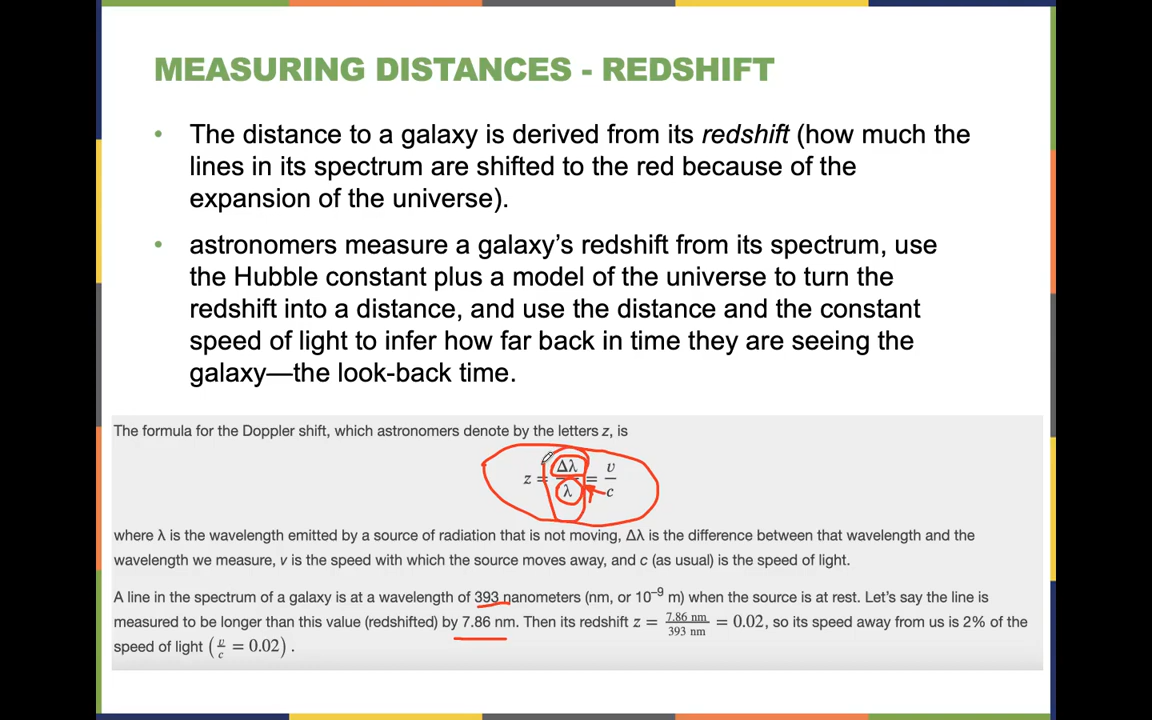 MEASURING DISTANCES - REDSHIFT
• The distance to a galaxy is derived from its redshift (how much the
lines in its spectrum are shifted to the red because of the
expansion of the universe).
• astronomers measure a galaxy’s redshift from its spectrum, use
the Hubble constant plus a model of the universe to turn the
redshift into a distance, and use the distance and the constant
speed of light to infer how far back in time they are seeing the
galaxy—the look-back time.
The formula for the Doppler shift, which astronomers denote by the letters z, is
z = Δλ/λ = v/c
where λ is the wavelength emitted by a source of radiation that is not moving, Δλ is the difference between that wavelength and the
wavelength we measure, v is the speed with which the source moves away, and c (as usual) is the speed of light.
A line in the spectrum of a galaxy is at a wavelength of 393 nanometers (nm, or 10⁻⁹ m) when the source is at rest. Let’s say the line is
measured to be longer than this value (redshifted) by 7.86 nm. Then its redshift z = 7.86 nm/393 nm = 0.02, so its speed away from us is 2% of the
speed of light (v/c = 0.02).